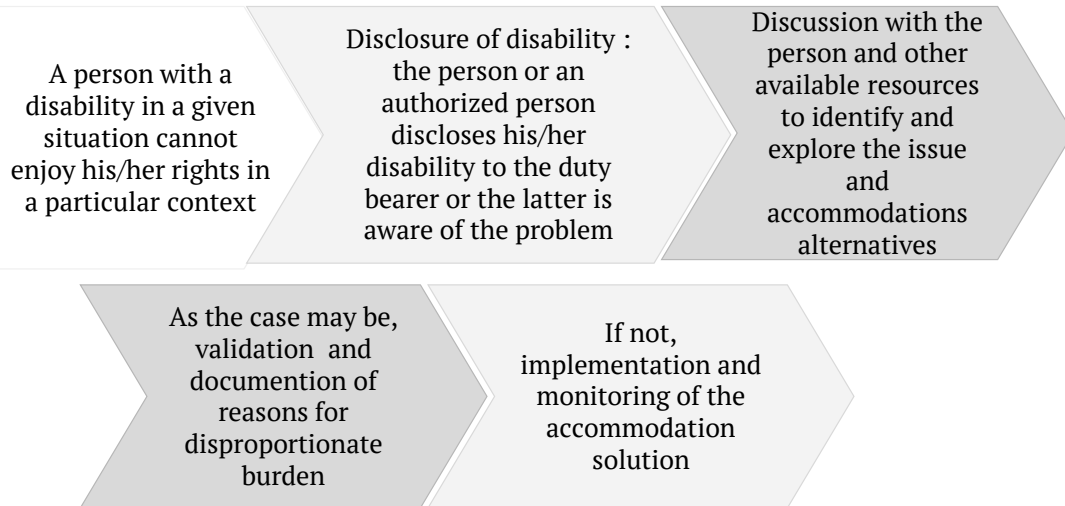 A person with a
disability in a given
situation cannot
enjoy his/her rights in
a particular context
Disclosure of disability :
the person or an
authorized person
discloses his/her
disability to the duty
bearer or the latter is
aware of the problem
Discussion with the
person and other
available resources
to identify and
explore the issue
and
accommodations
alternatives
As the case may be,
validation  and
documention of
reasons for
disproportionate
burden
If not,
implementation and
monitoring of the
accommodation
solution